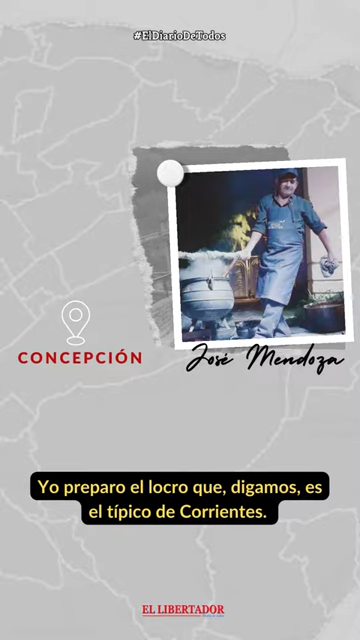 #ElDiarioDeTodos
CONCEPCIÓN
José Mendoza
Yo preparo el locro que, digamos, es
el típico de Corrientes.
EL LIBERTADOR